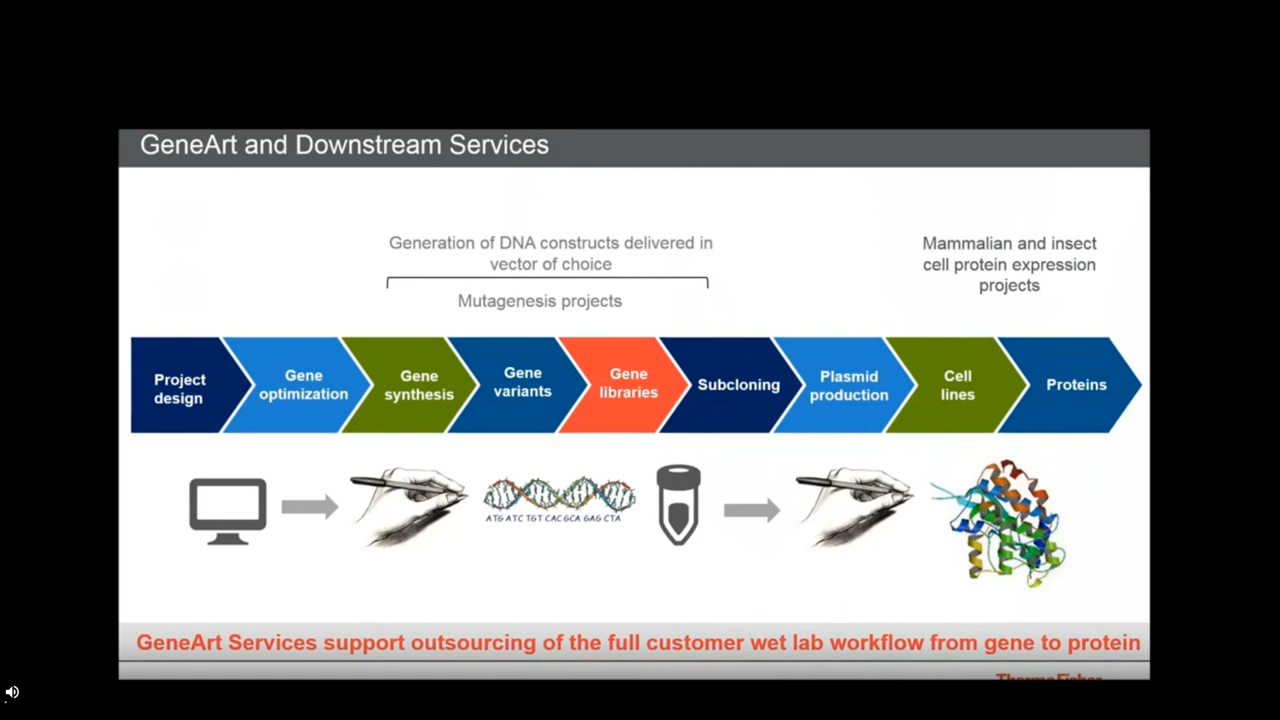 GeneArt and Downstream Services
Generation of DNA constructs delivered in
vector of choice
Mutagenesis projects
Mammalian and insect
cell protein expression
projects
Project
design
Gene
optimization
Gene
synthesis
Gene
variants
Gene
libraries
Subcloning
Plasmid
production
Cell
lines
Proteins
ATG ATC TGT CAC GCA GAG CTA
GeneArt Services support outsourcing of the full customer wet lab workflow from gene to protein
ThermoFisher